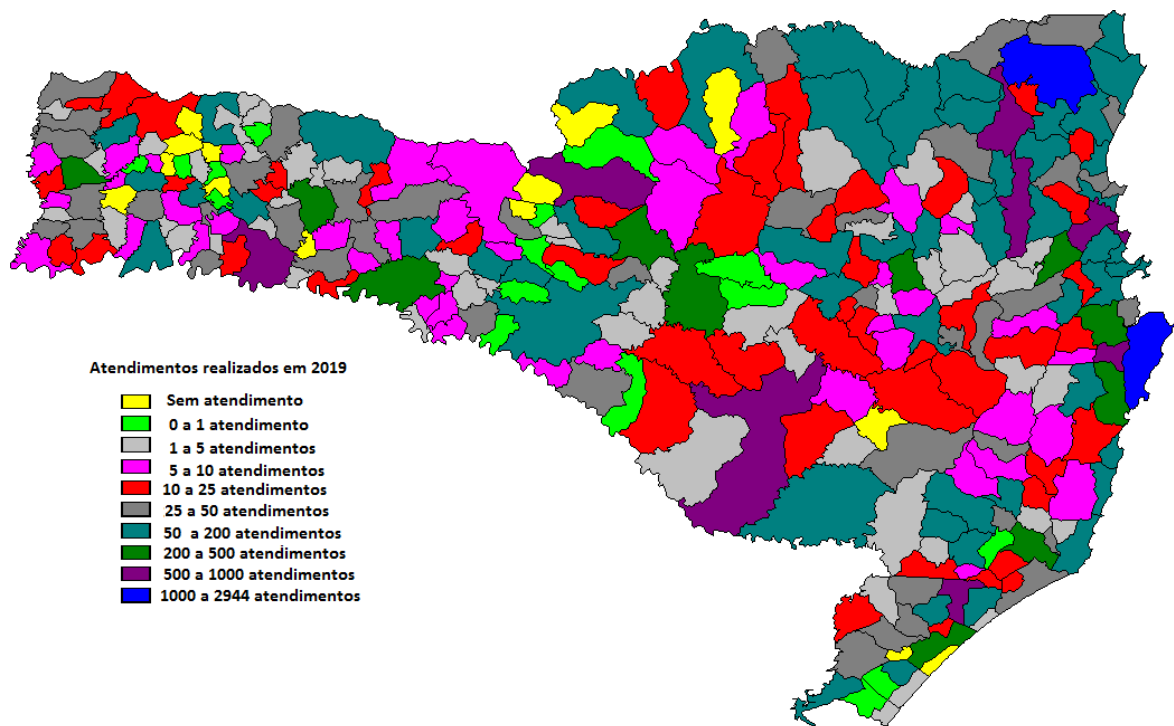 Atendimentos realizados em 2019
Sem atendimento
0 a 1 atendimento
1 a 5 atendimentos
5 a 10 atendimentos
10 a 25 atendimentos
25 a 50 atendimentos
50 a 200 atendimentos
200 a 500 atendimentos
500 a 1000 atendimentos
1000 a 2944 atendimentos